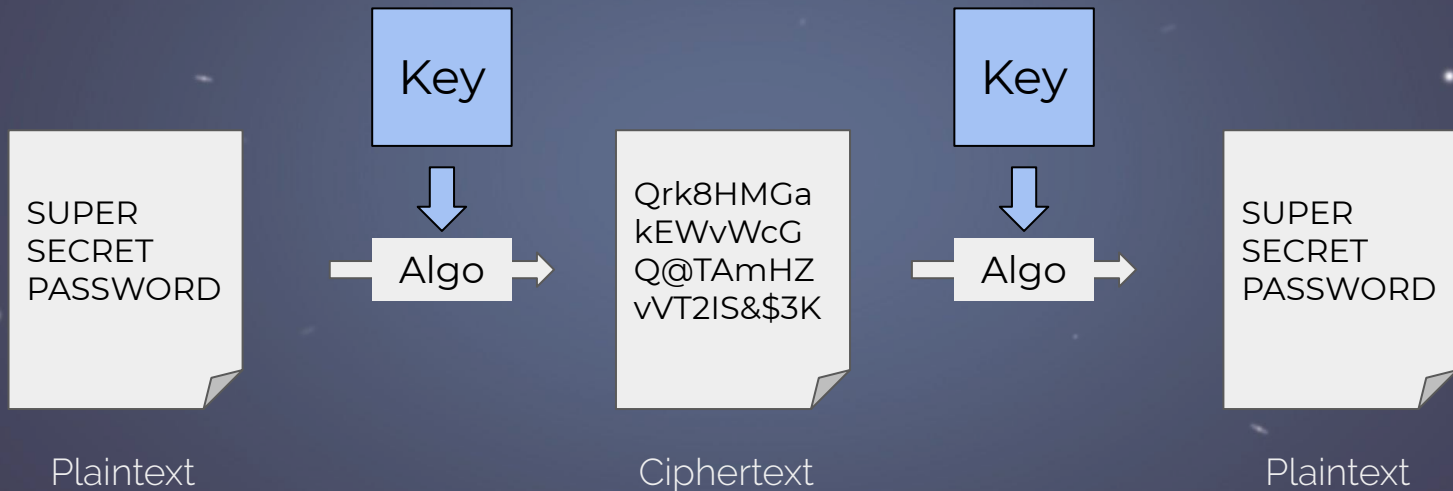 Key
Key
SUPER
SECRET
PASSWORD
Algo
Qrk8HMGa
kEWvWcG
Q@TAmHZ
vVT2IS&$3K
Algo
SUPER
SECRET
PASSWORD
Plaintext
Ciphertext
Plaintext